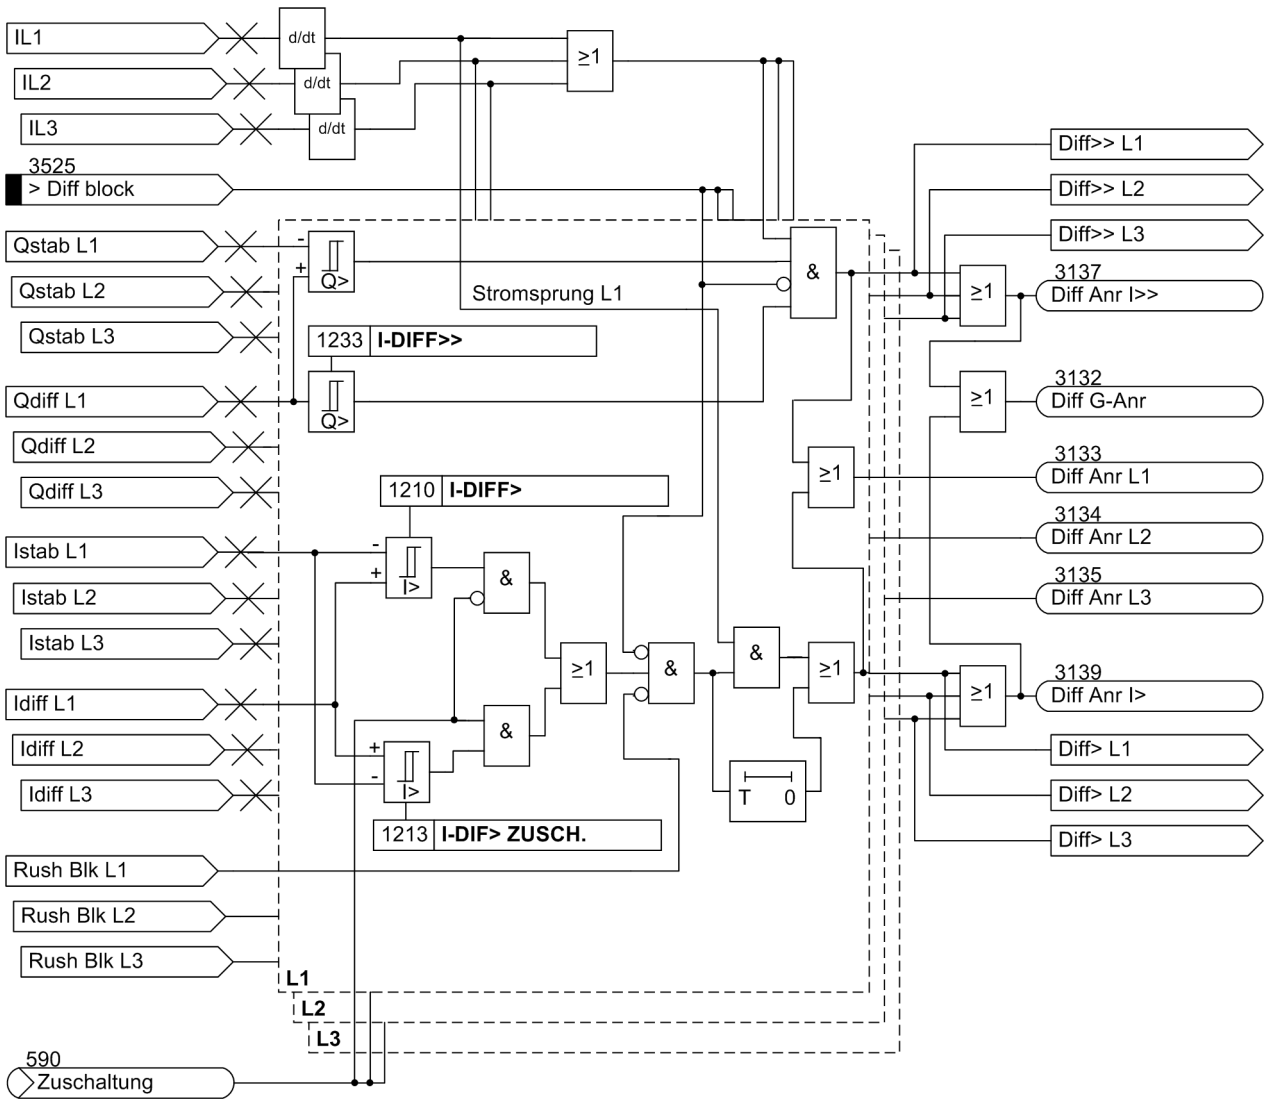 IL1
d/dt
≥1
IL2
d/dt
IL3
d/dt
Diff>> L1
3525
> Diff block
Diff>> L2
Qstab L1
-
+
Q>
&
Diff>> L3
3137
Diff Anr I>>
≥1
Qstab L2
Stromsprung L1
Qstab L3
1233 I-DIFF>>
Qdiff L1
Q>
≥1
3132
Diff G-Anr
Qdiff L2
≥1
3133
Diff Anr L1
Qdiff L3
1210 I-DIFF>
3134
Diff Anr L2
Istab L1
-
+
I>
&
3135
Diff Anr L3
Istab L2
Istab L3
≥1
&
&
≥1
≥1
3139
Diff Anr I>
Idiff L1
&
Idiff L2
+
-
I>
Diff> L1
Idiff L3
T 0
Diff> L2
1213 I-DIF> ZUSCH.
Diff> L3
Rush Blk L1
Rush Blk L2
Rush Blk L3
L1
L2
L3
590
Zuschaltung